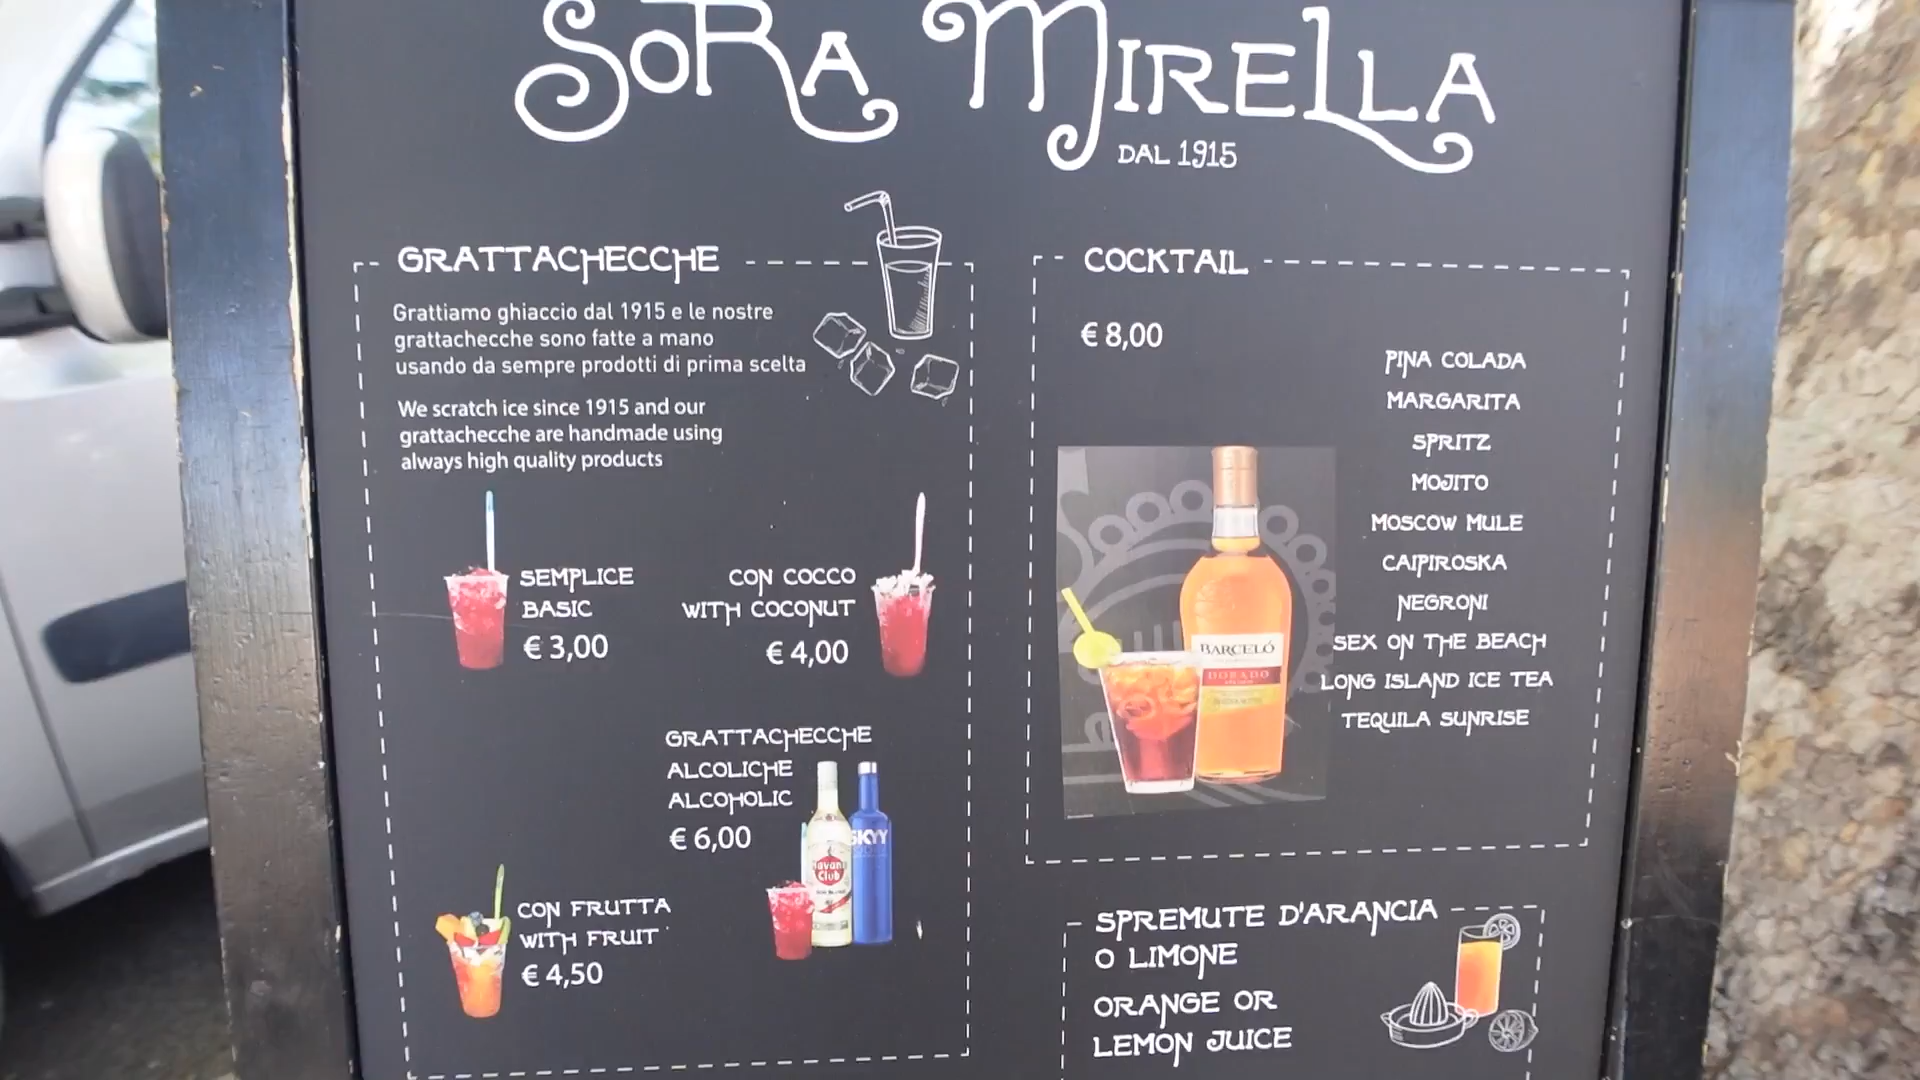 SORA MIRELLA
DAL 1915
GRATTACHECCHE
Grattiamo ghiaccio dal 1915 e le nostre
grattachecche sono fatte a mano
usando da sempre prodotti di prima scelta
We scratch ice since 1915 and our
grattachecche are handmade using
always high quality products
SEMPLICE
BASIC
€ 3,00
CON COCCO
WITH COCONUT
€ 4,00
GRATTACHECCHE
ALCOLICHE
ALCOHOLIC
€ 6,00
Havana
Club
SKYY
CON FRUTTA
WITH FRUIT
€ 4,50
COCKTAIL
€ 8,00
PINA COLADA
MARGARITA
SPRITZ
MOJITO
MOSCOW MULE
CAIPIROSKA
NEGRONI
SEX ON THE BEACH
LONG ISLAND ICE TEA
TEQUILA SUNRISE
BARCELÓ
DORADO
SPREMUTE D'ARANCIA
O LIMONE
ORANGE OR
LEMON JUICE